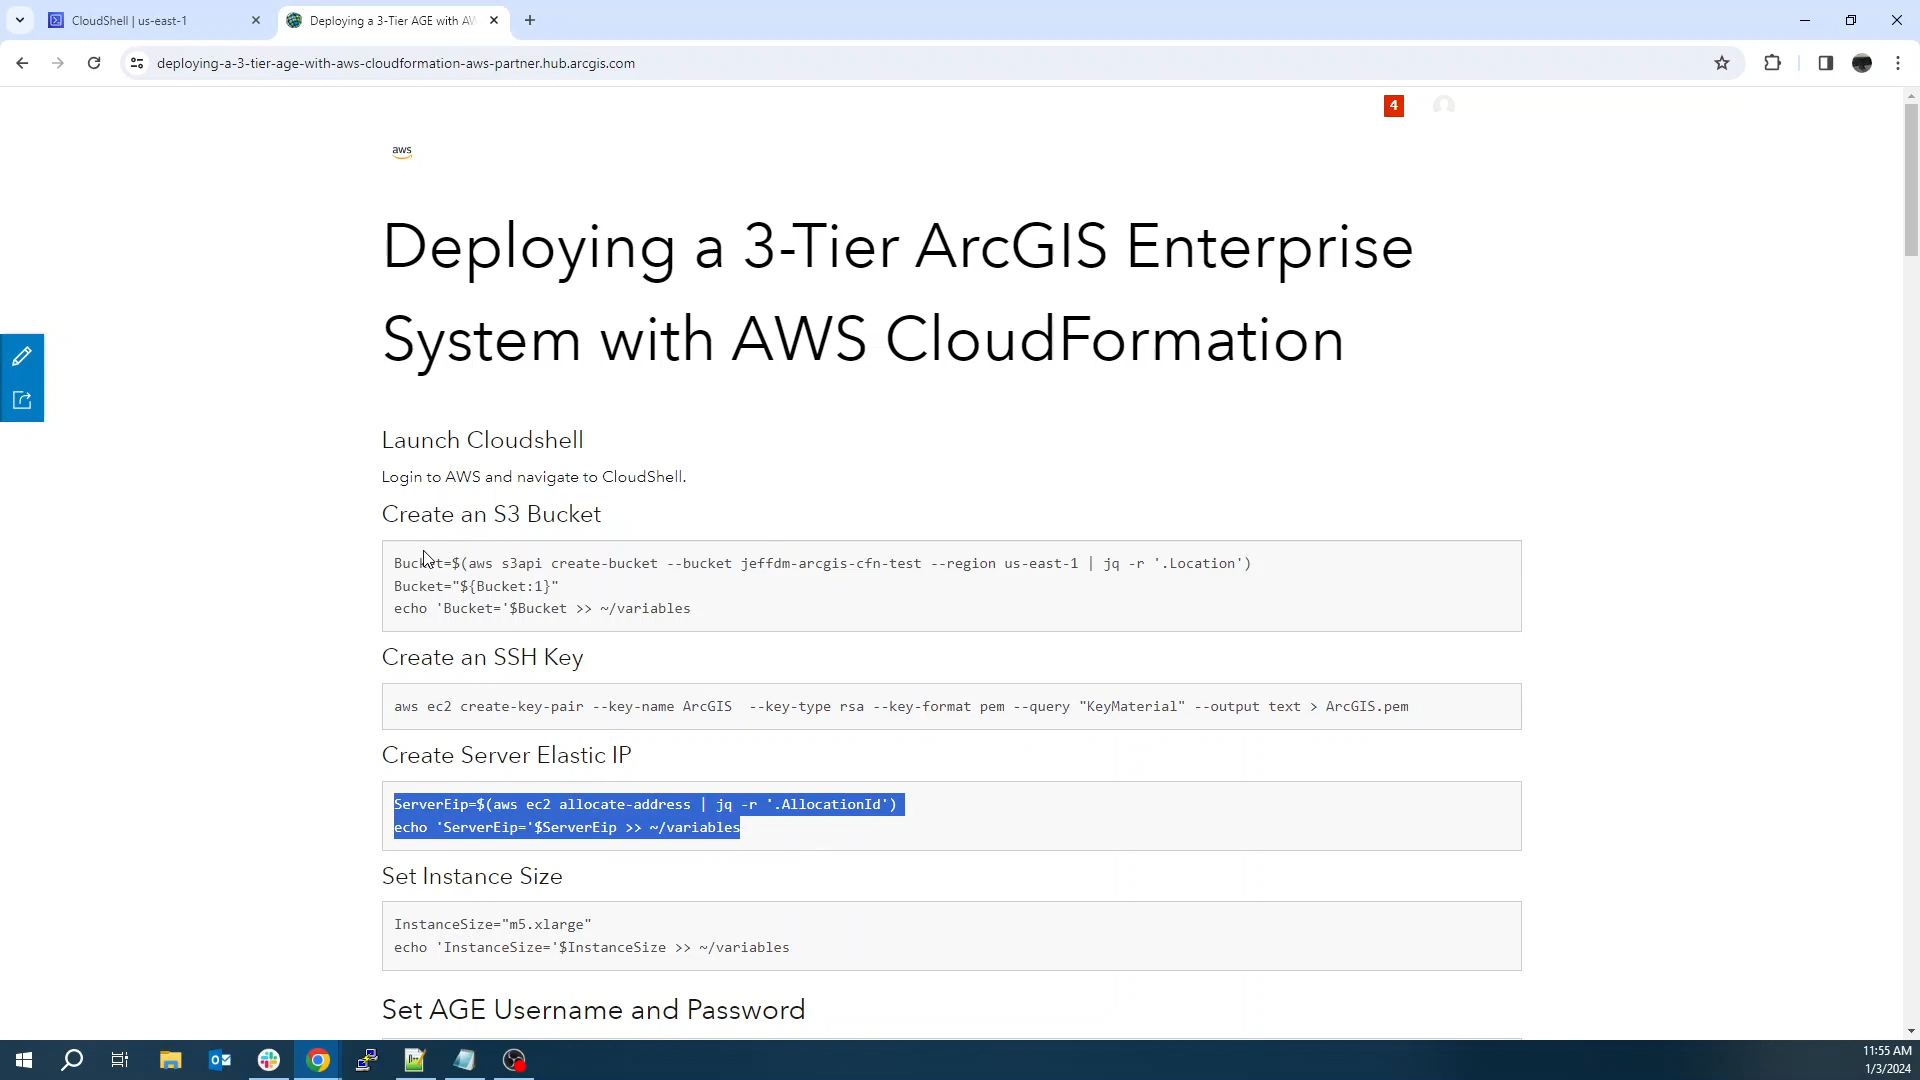 CloudShell | us-east-1
Deploying a 3-Tier AGE with AW
deploying-a-3-tier-age-with-aws-cloudformation-aws-partner.hub.arcgis.com
4
aws
Deploying a 3-Tier ArcGIS Enterprise
System with AWS CloudFormation
Launch Cloudshell
Login to AWS and navigate to CloudShell.
Create an S3 Bucket
Bucket=$(aws s3api create-bucket --bucket jeffdm-arcgis-cfn-test --region us-east-1 | jq -r '.Location')
Bucket="${Bucket:1}"
echo 'Bucket='$Bucket >> ~/variables
Create an SSH Key
aws ec2 create-key-pair --key-name ArcGIS  --key-type rsa --key-format pem --query "KeyMaterial" --output text > ArcGIS.pem
Create Server Elastic IP
ServerEip=$(aws ec2 allocate-address | jq -r '.AllocationId')
echo 'ServerEip='$ServerEip >> ~/variables
Set Instance Size
InstanceSize="m5.xlarge"
echo 'InstanceSize='$InstanceSize >> ~/variables
Set AGE Username and Password
11:55 AM
1/3/2024